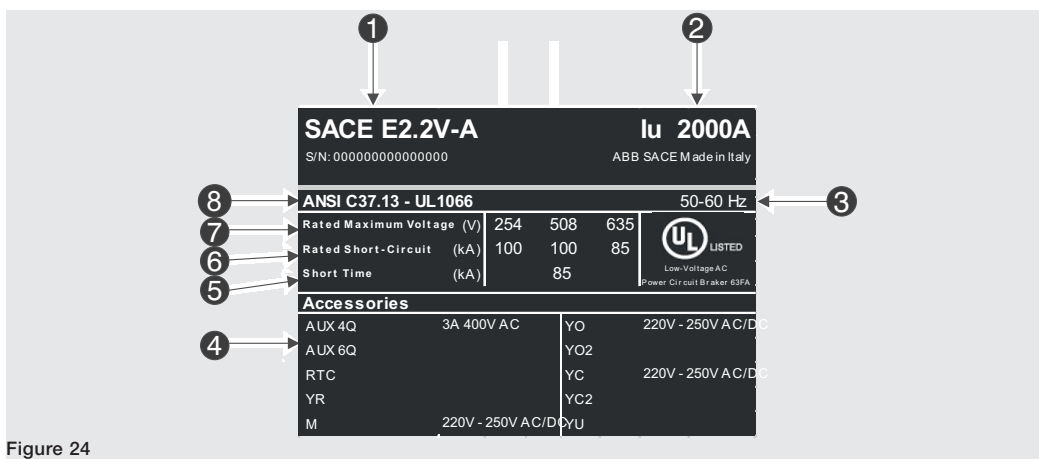 1 2
SACE E2.2V-A Iu 2000A
S/N: 000000000000000 ABB SACE Made in Italy
8 ANSI C37.13 - UL1066 50-60 Hz 3
7 Rated Maximum Voltage (V) 254 508 635
6 Rated Short-Circuit (kA) 100 100 85
5 Short Time (kA) 85
UL LISTED
Low-Voltage AC
Power Circuit Braker 63FA
Accessories
4
AUX 4Q 3A 400V AC YO 220V - 250V AC/DC
AUX 6Q YO2
RTC YC 220V - 250V AC/DC
YR YC2
M 220V - 250V AC/DC YU
Figure 24